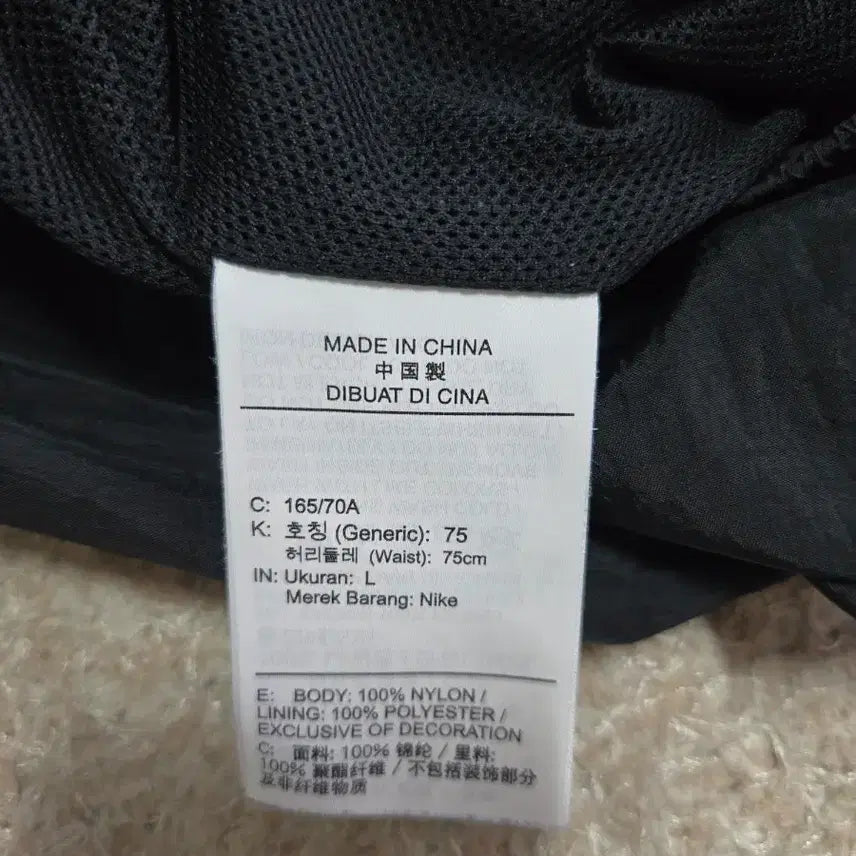 MADE IN CHINA
中国製
DIBUAT DI CINA
C: 165/70A
K: 호칭 (Generic): 75
허리둘레 (Waist): 75cm
IN: Ukuran: L
Merek Barang: Nike
E: BODY: 100% NYLON /
LINING: 100% POLYESTER /
EXCLUSIVE OF DECORATION
C: 面料: 100% 锦纶 / 里料:
100% 聚酯纤维 / 不包括装饰部分
及非纤维物质